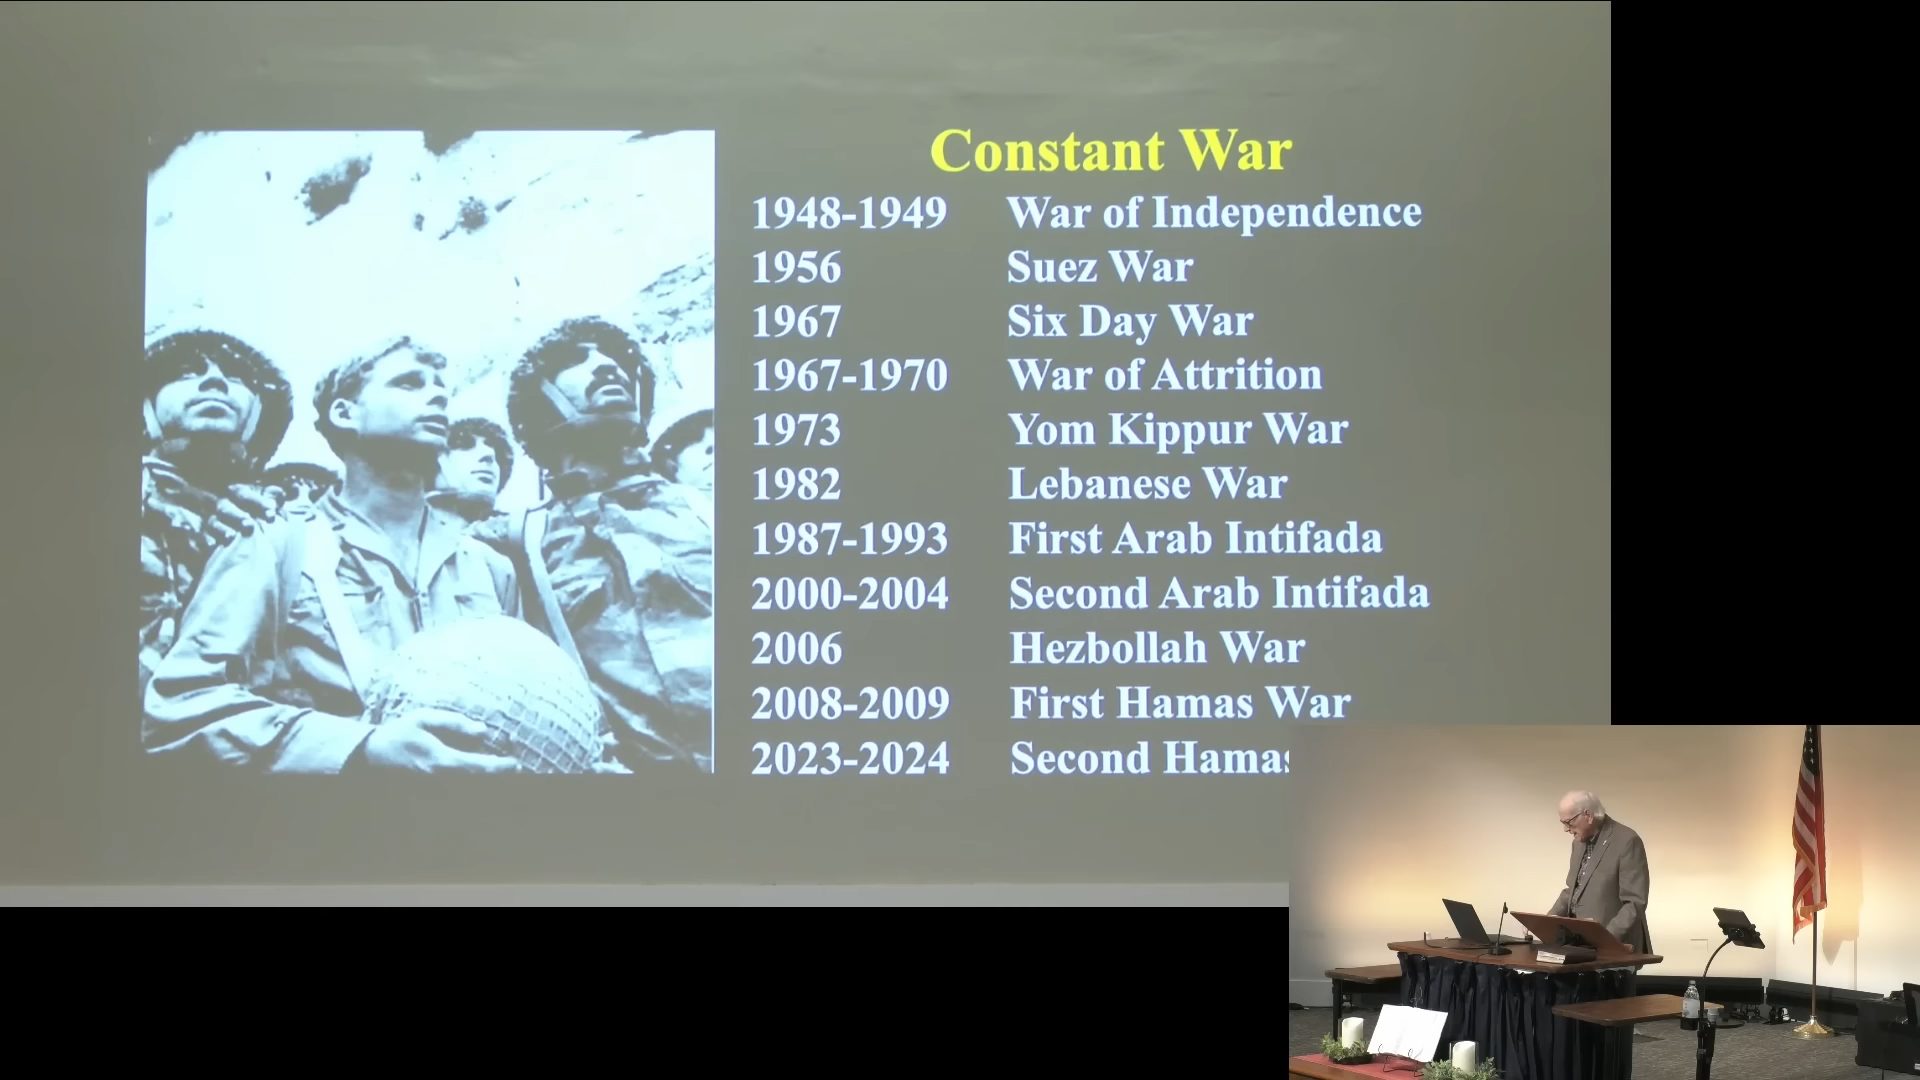 Constant War
1948-1949 War of Independence
1956 Suez War
1967 Six Day War
1967-1970 War of Attrition
1973 Yom Kippur War
1982 Lebanese War
1987-1993 First Arab Intifada
2000-2004 Second Arab Intifada
2006 Hezbollah War
2008-2009 First Hamas War
2023-2024 Second Hamas